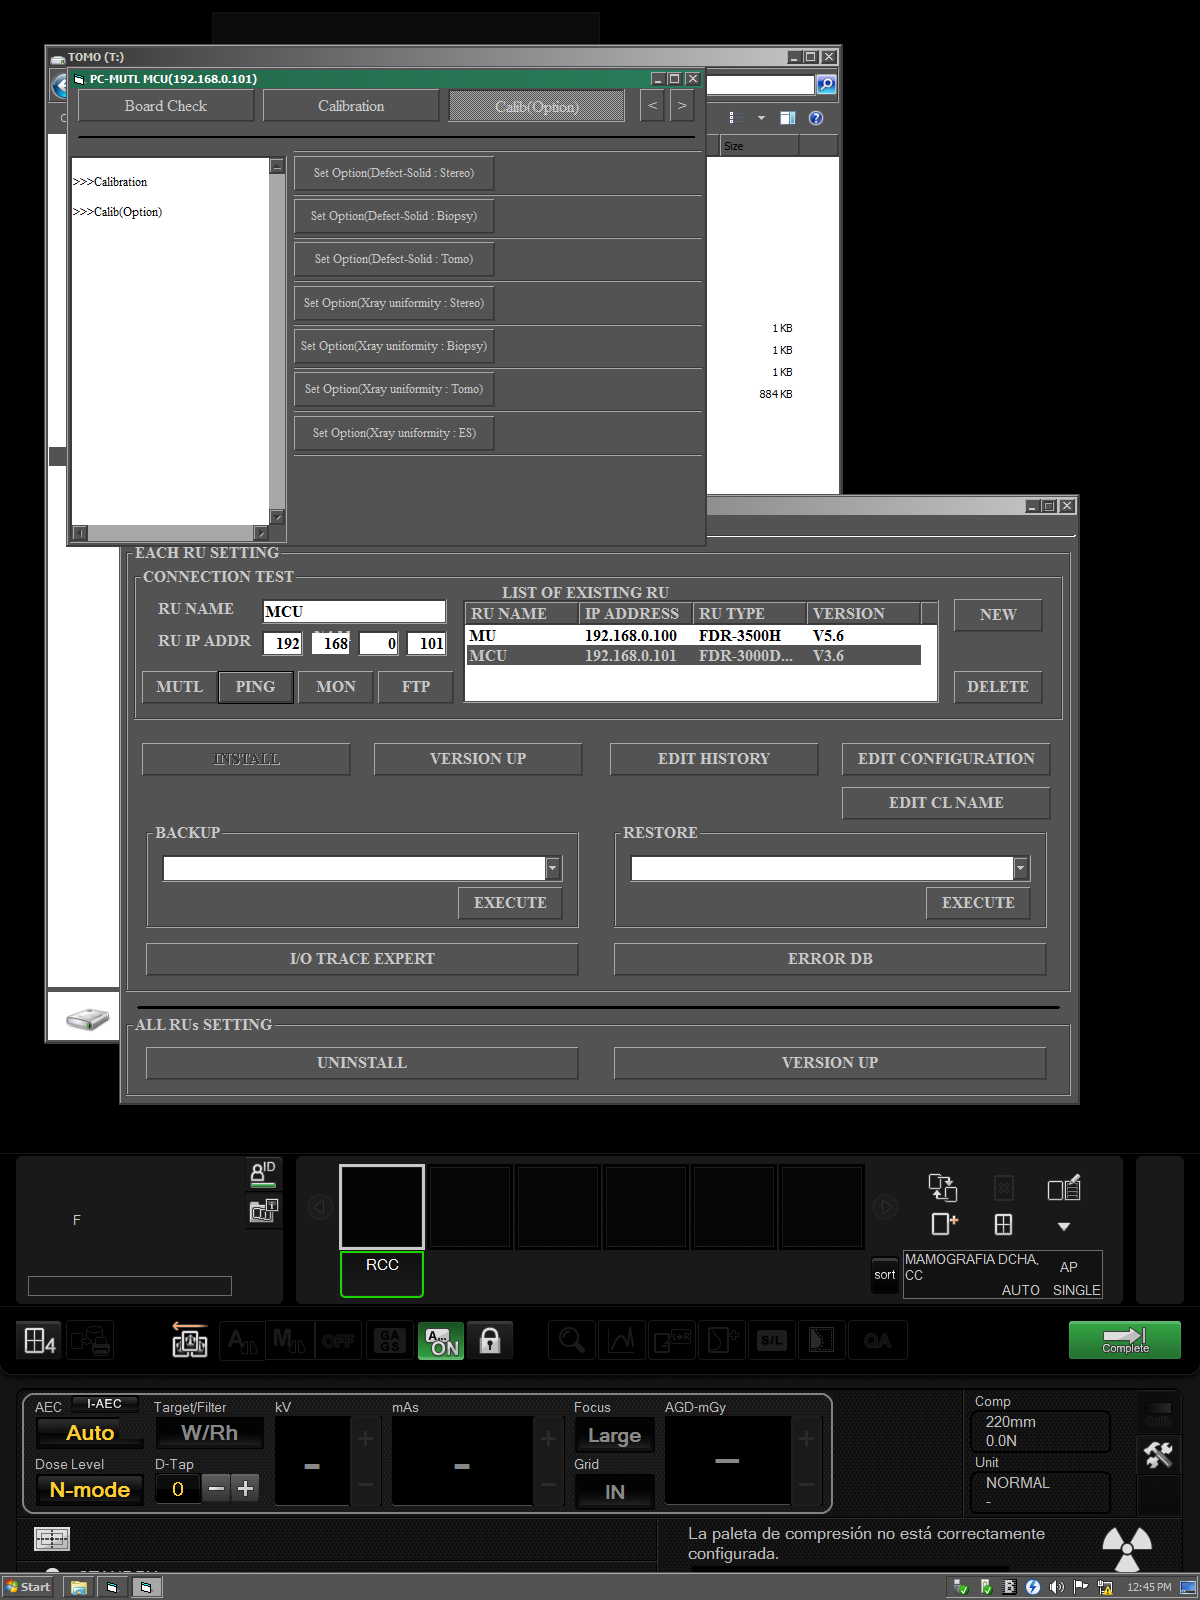 TOMO (T:)
PC-MUTL MCU(192.168.0.101)
Board Check
Calibration
Calib(Option)
<
>
Size
>>>Calibration
>>>Calib(Option)
Set Option(Defect-Solid : Stereo)
Set Option(Defect-Solid : Biopsy)
Set Option(Defect-Solid : Tomo)
Set Option(Xray uniformity : Stereo)
Set Option(Xray uniformity : Biopsy)
Set Option(Xray uniformity : Tomo)
Set Option(Xray uniformity : ES)
1 KB
1 KB
1 KB
884 KB
EACH RU SETTING
CONNECTION TEST
RU NAME
MCU
RU IP ADDR
192
168
0
101
MUTL
PING
MON
FTP
LIST OF EXISTING RU
RU NAME IP ADDRESS RU TYPE VERSION
MU 192.168.0.100 FDR-3500H V5.6
MCU 192.168.0.101 FDR-3000D... V3.6
NEW
DELETE
INSTALL
VERSION UP
EDIT HISTORY
EDIT CONFIGURATION
EDIT CL NAME
BACKUP
EXECUTE
RESTORE
EXECUTE
I/O TRACE EXPERT
ERROR DB
ALL RUs SETTING
UNINSTALL
VERSION UP
ID
F
RCC
sort
MAMOGRAFIA DCHA,
CC
AP
AUTO
SINGLE
4
A
M
OFF
GA
GS
A...
ON
L+R
S/L
QA
Complete
AEC
I-AEC
Auto
Dose Level
N-mode
Target/Filter
W/Rh
D-Tap
0
kV
mAs
Focus
Large
Grid
IN
AGD-mGy
Comp
220mm
0.0N
Unit
NORMAL
-
La paleta de compresión no está correctamente
configurada.
Start
12:45 PM